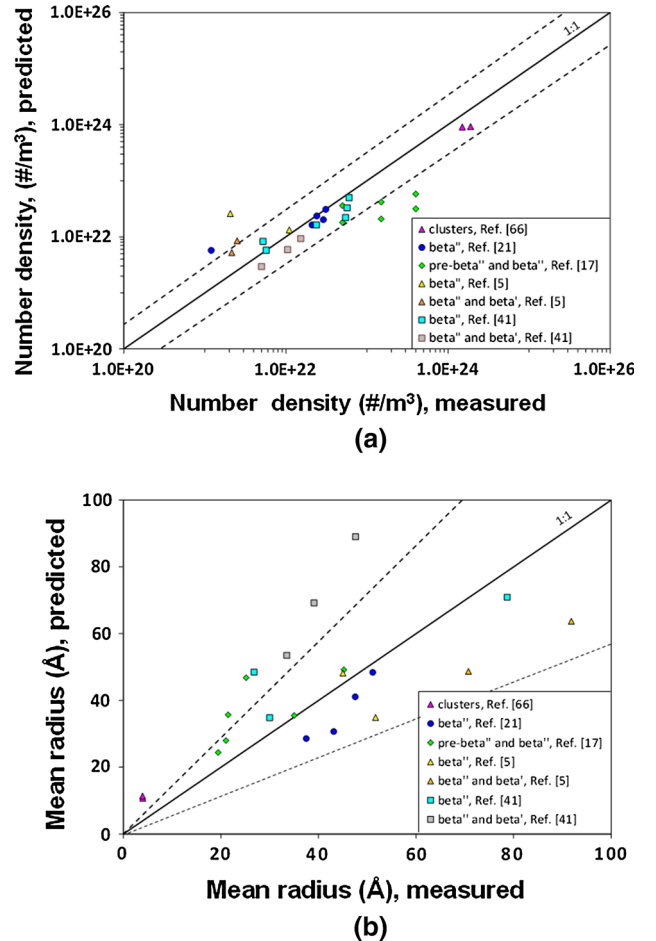 Number density, (#/m³), predicted
1.0E+26
1.0E+24
1.0E+22
1.0E+20
1:1
clusters, Ref. [66]
beta'', Ref. [21]
pre-beta'' and beta'', Ref. [17]
beta'', Ref. [5]
beta'' and beta', Ref. [5]
beta'', Ref. [41]
beta'' and beta', Ref. [41]
1.0E+20 1.0E+22 1.0E+24 1.0E+26
Number density (#/m³), measured
(a)
Mean radius (Å), predicted
100
80
60
40
20
0
1:1
clusters, Ref. [66]
beta'', Ref. [21]
pre-beta'' and beta'', Ref. [17]
beta'', Ref. [5]
beta'' and beta', Ref. [5]
beta'', Ref. [41]
beta'' and beta', Ref. [41]
0 20 40 60 80 100
Mean radius (Å), measured
(b)